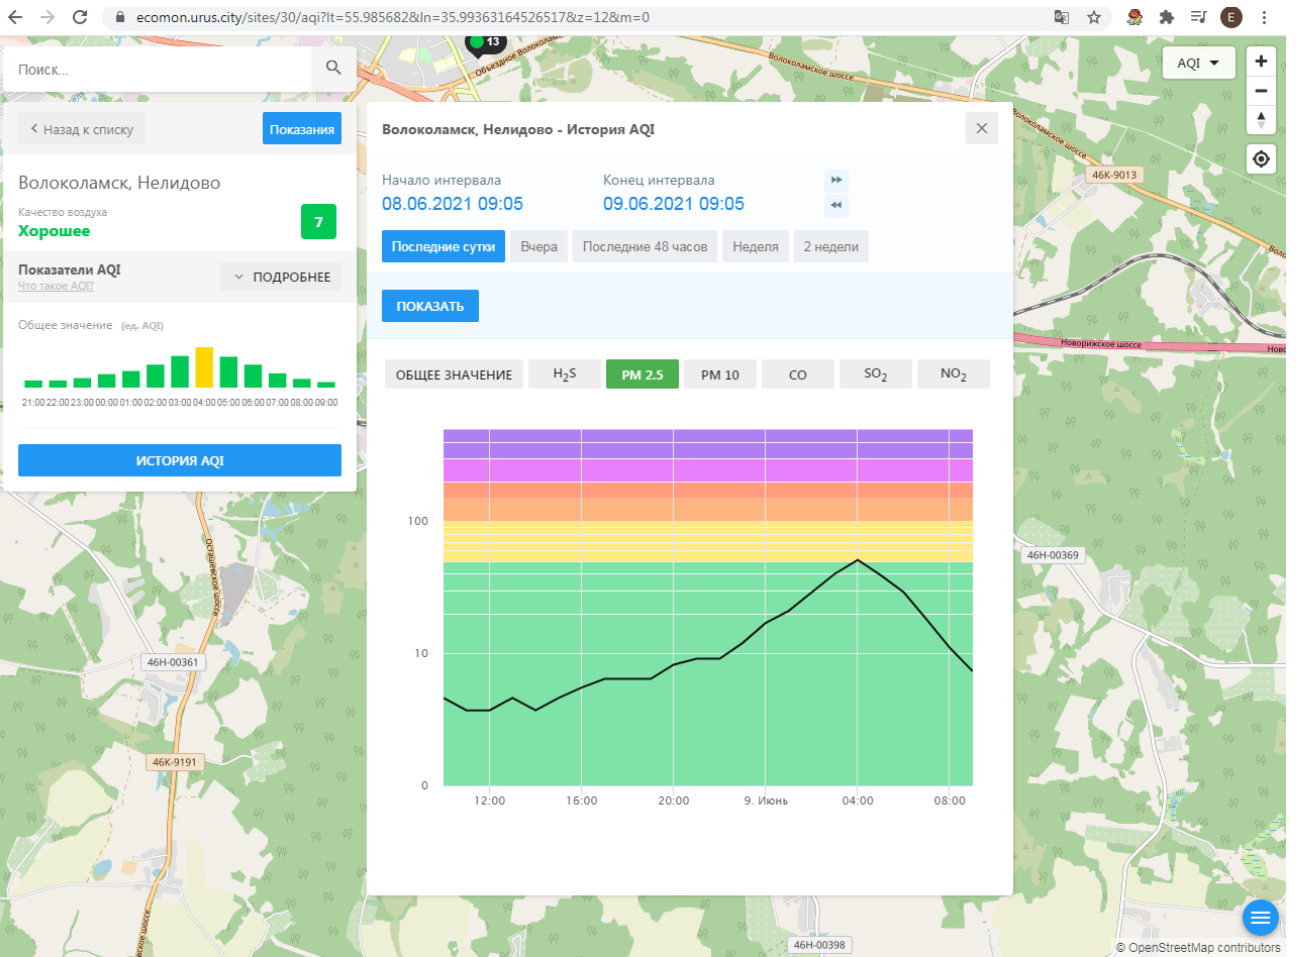 ecomon.urus.city/sites/30/aqi?lt=55.985682&ln=35.99363164526517&z=12&m=0
E
13
Объездное Волоколамское
Волоколамское шоссе
Поиск...
AQI
Назад к списку
Показания
Волоколамск, Нелидово - История AQI
Волоколамское шоссе
46К-9013
Волоколамск, Нелидово
Начало интервала
Конец интервала
08.06.2021 09:05
09.06.2021 09:05
Качество воздуха
Хорошее
7
Последние сутки
Вчера
Последние 48 часов
Неделя
2 недели
Показатели AQI
Что такое AQI?
ПОДРОБНЕЕ
ПОКАЗАТЬ
Общее значение (ед. AQI)
Новорижское шоссе
21:00 22:00 23:00 00:00 01:00 02:00 03:00 04:00 05:00 06:00 07:00 08:00 09:00
ОБЩЕЕ ЗНАЧЕНИЕ
H2S
PM 2.5
PM 10
CO
SO2
NO2
ИСТОРИЯ AQI
100
10
0
12:00
16:00
20:00
9. Июнь
04:00
08:00
Осташёвское шоссе
46Н-00369
46Н-00361
46К-9191
46Н-00398
© OpenStreetMap contributors